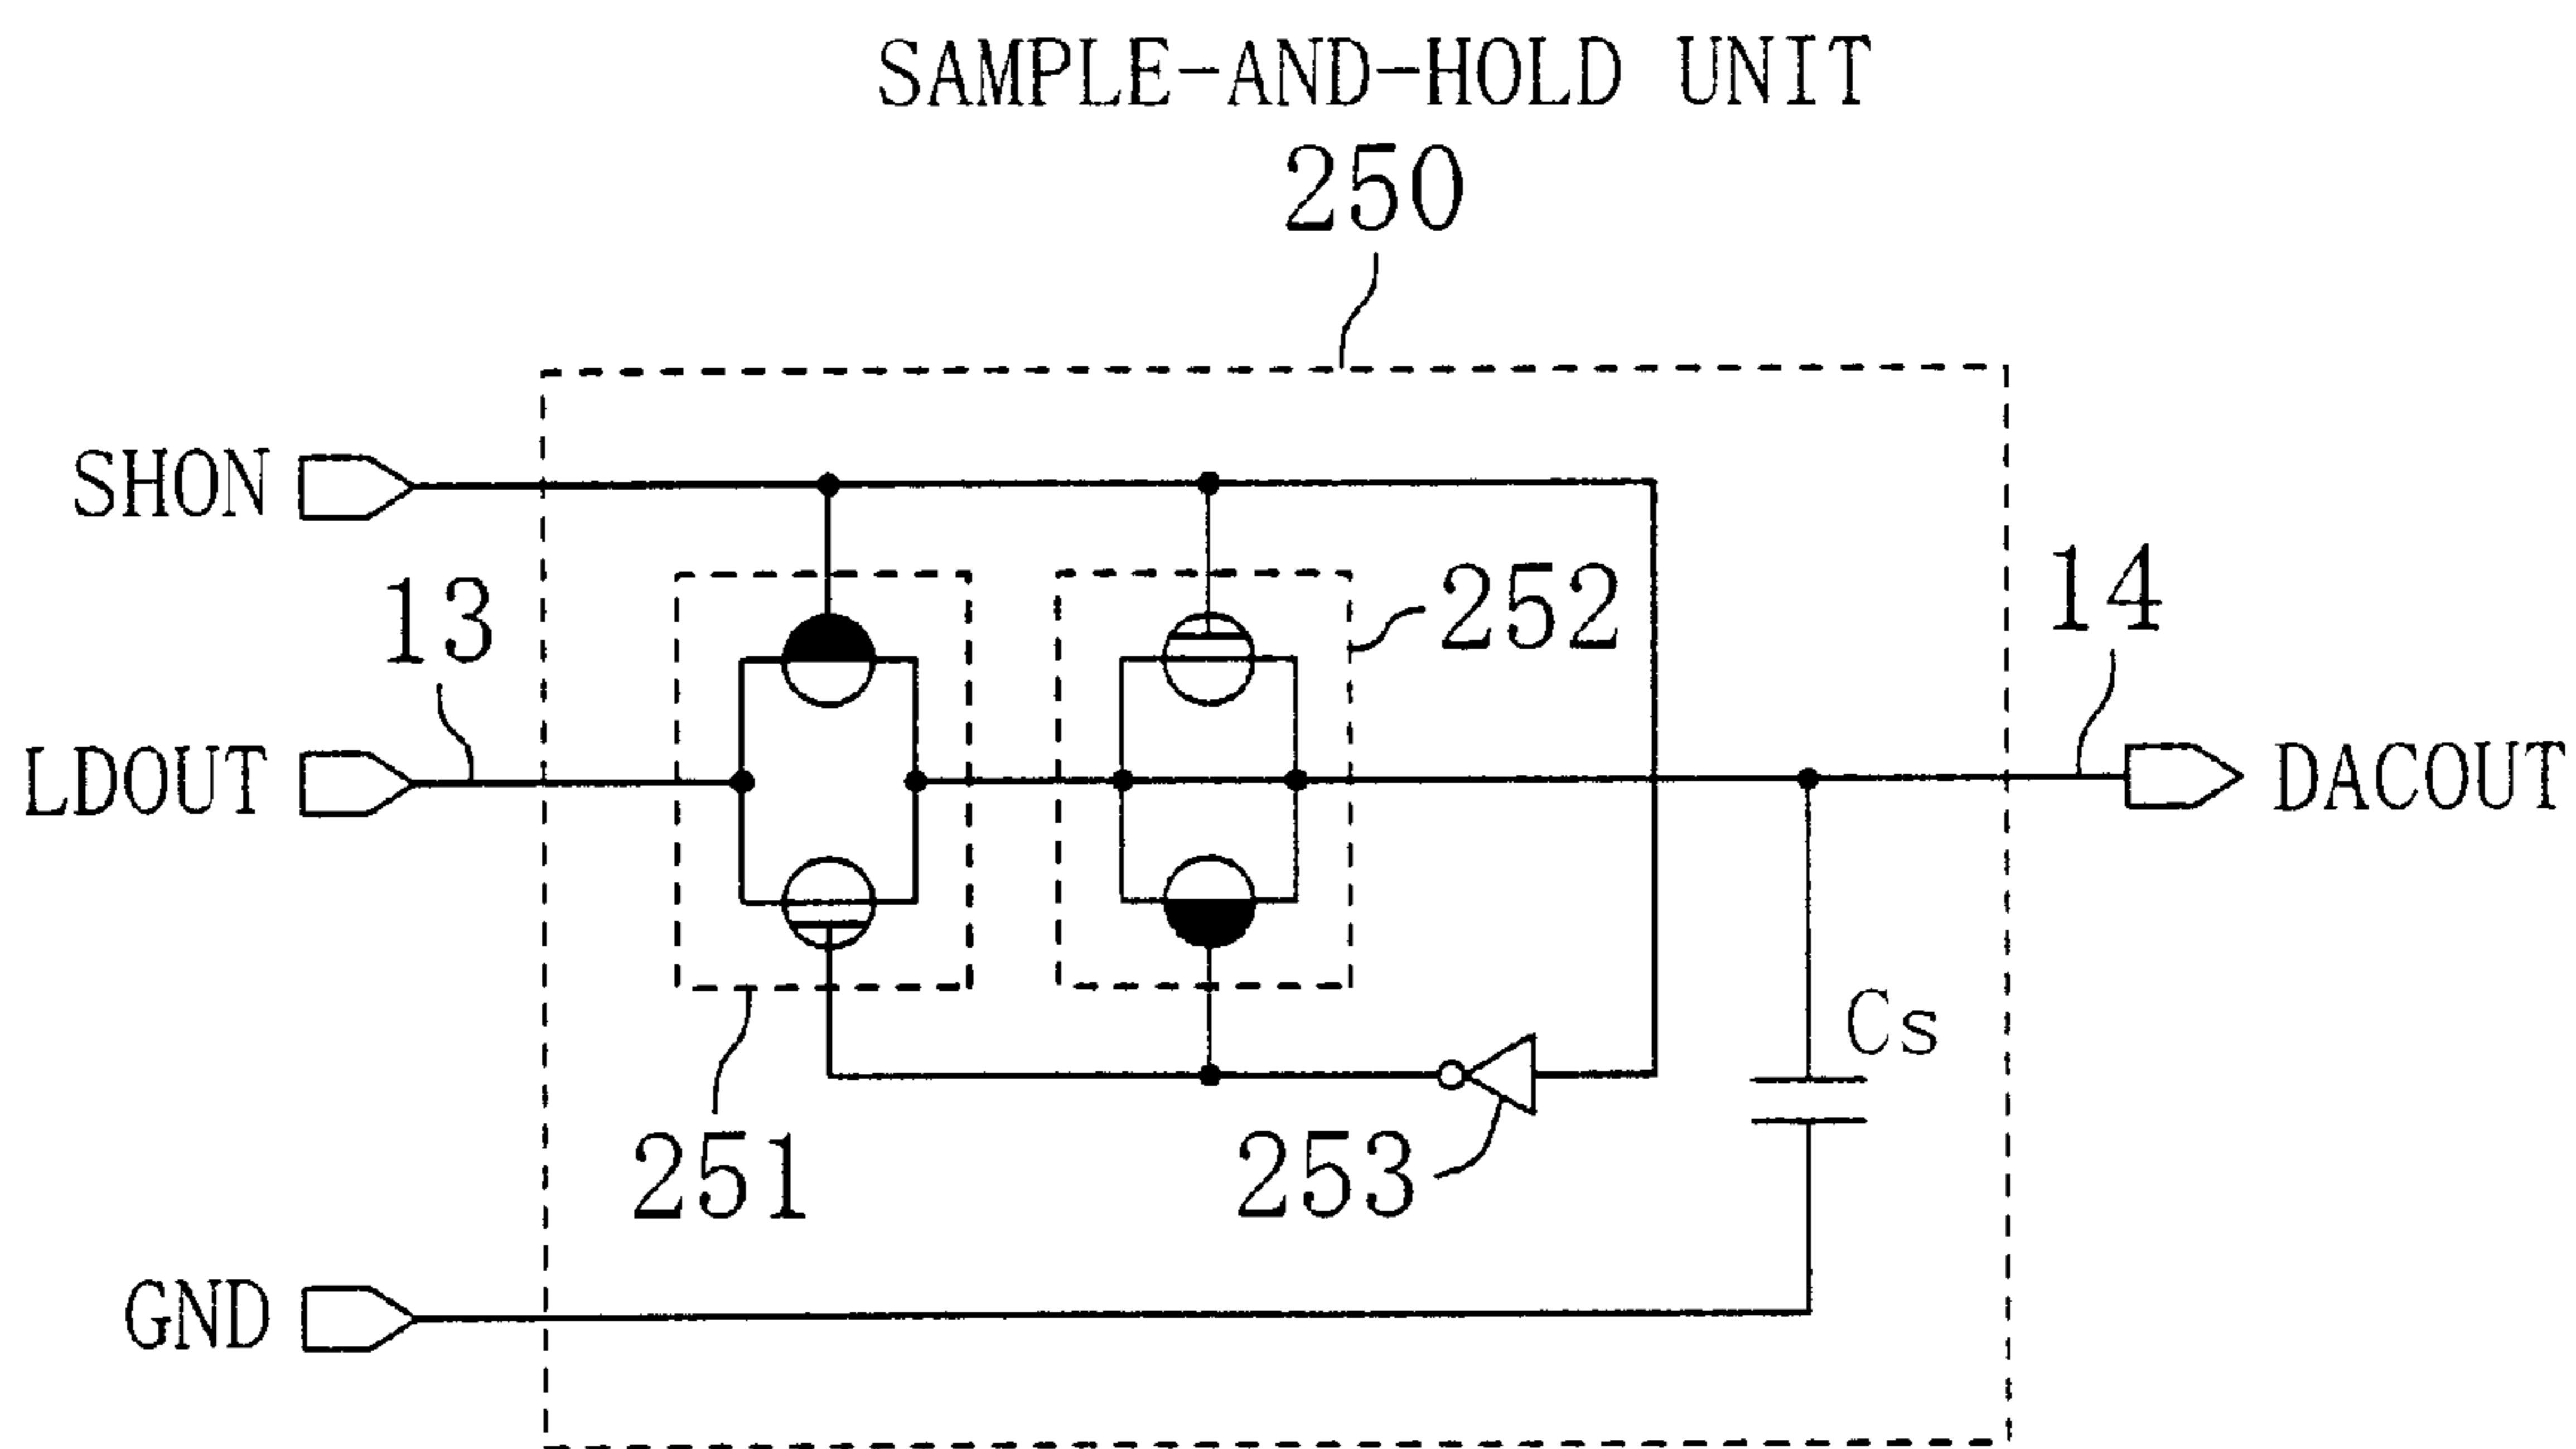 SAMPLE-AND-HOLD UNIT
250
SHON
13
252
14
LDOUT
DACOUT
Cs
251
253
GND